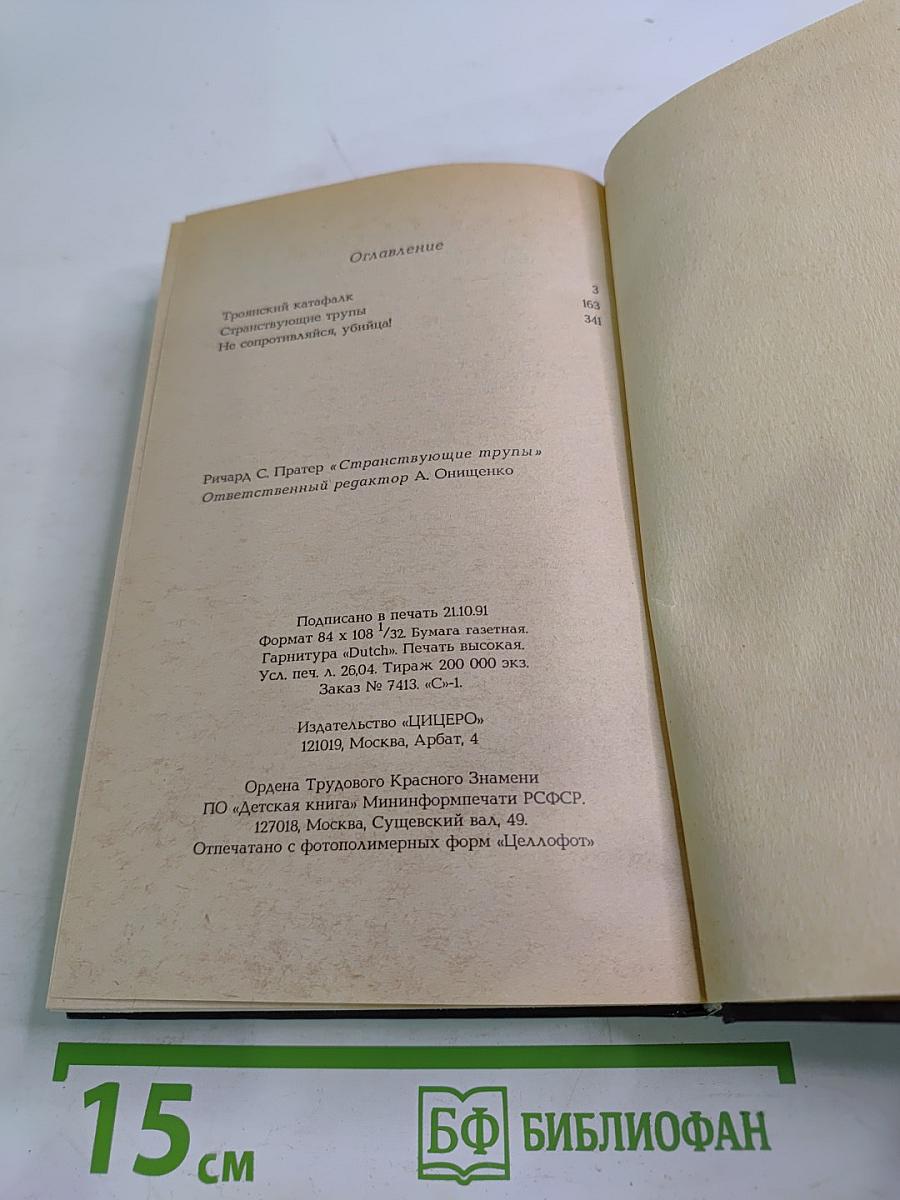 Оглавление
Троянский катафалк 3
Странствующие трупы 163
Не сопротивляйся, убийца! 341
Ричард С. Пратер «Странствующие трупы»
Ответственный редактор А. Онищенко
Подписано в печать 21.10.91
Формат 84 х 108 1/32. Бумага газетная.
Гарнитура «Dutch». Печать высокая.
Усл. печ. л. 26,04. Тираж 200 000 экз.
Заказ № 7413. «С»-1.
Издательство «ЦИЦЕРО»
121019, Москва, Арбат, 4
Ордена Трудового Красного Знамени
ПО «Детская книга» Мининформпечати РСФСР.
127018, Москва, Сущевский вал, 49.
Отпечатано с фотополимерных форм «Целлофот»
15 см
БФ БИБЛИОФАН